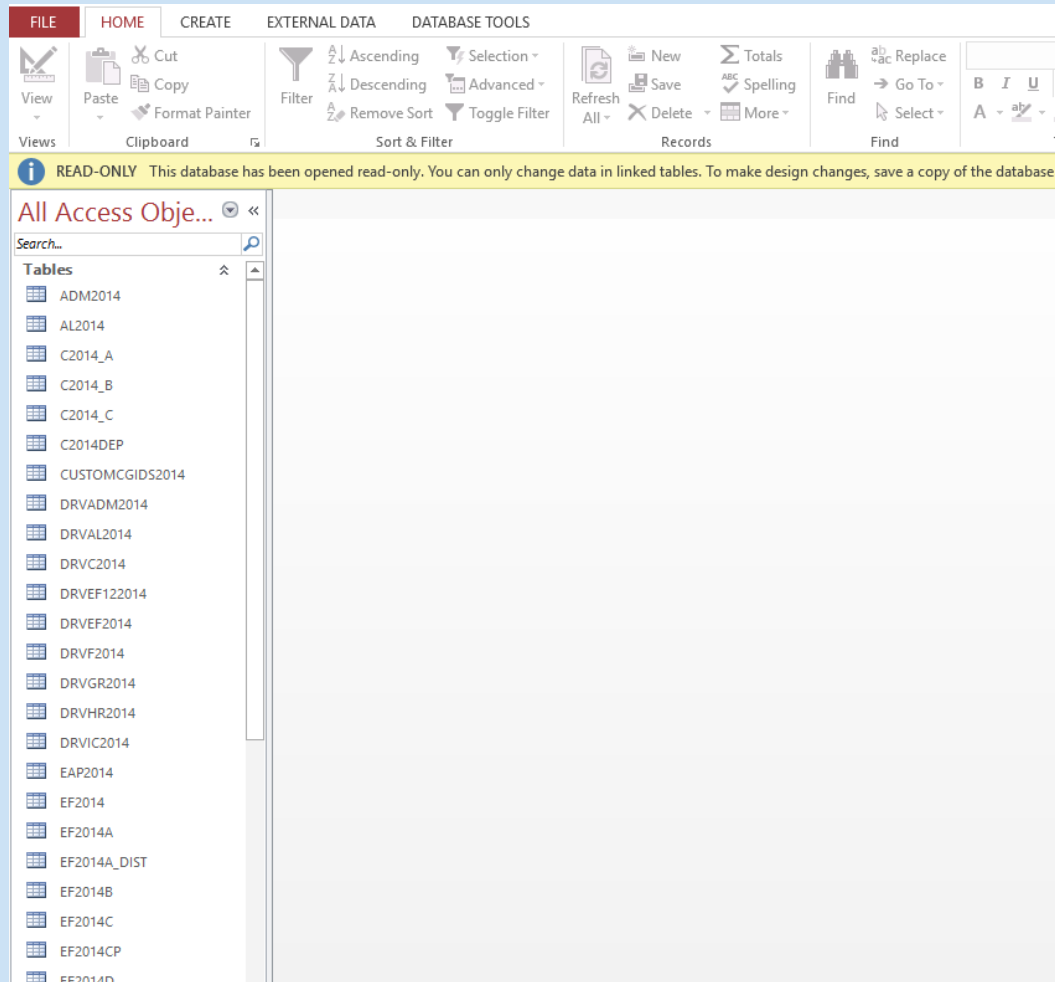 FILE HOME CREATE EXTERNAL DATA DATABASE TOOLS
View
Views
Paste
Cut
Copy
Format Painter
Clipboard
Filter
Ascending
Descending
Remove Sort
Selection
Advanced
Toggle Filter
Sort & Filter
Refresh
All
New
Save
Delete
Totals
Spelling
More
Records
Find
Replace
Go To
Select
Find
B I U
A
READ-ONLY This database has been opened read-only. You can only change data in linked tables. To make design changes, save a copy of the database
All Access Obje...
Search...
Tables
ADM2014
AL2014
C2014_A
C2014_B
C2014_C
C2014DEP
CUSTOMCGIDS2014
DRVADM2014
DRVAL2014
DRVC2014
DRVEF122014
DRVEF2014
DRVF2014
DRVGR2014
DRVHR2014
DRVIC2014
EAP2014
EF2014
EF2014A
EF2014A_DIST
EF2014B
EF2014C
EF2014CP
EF2014D